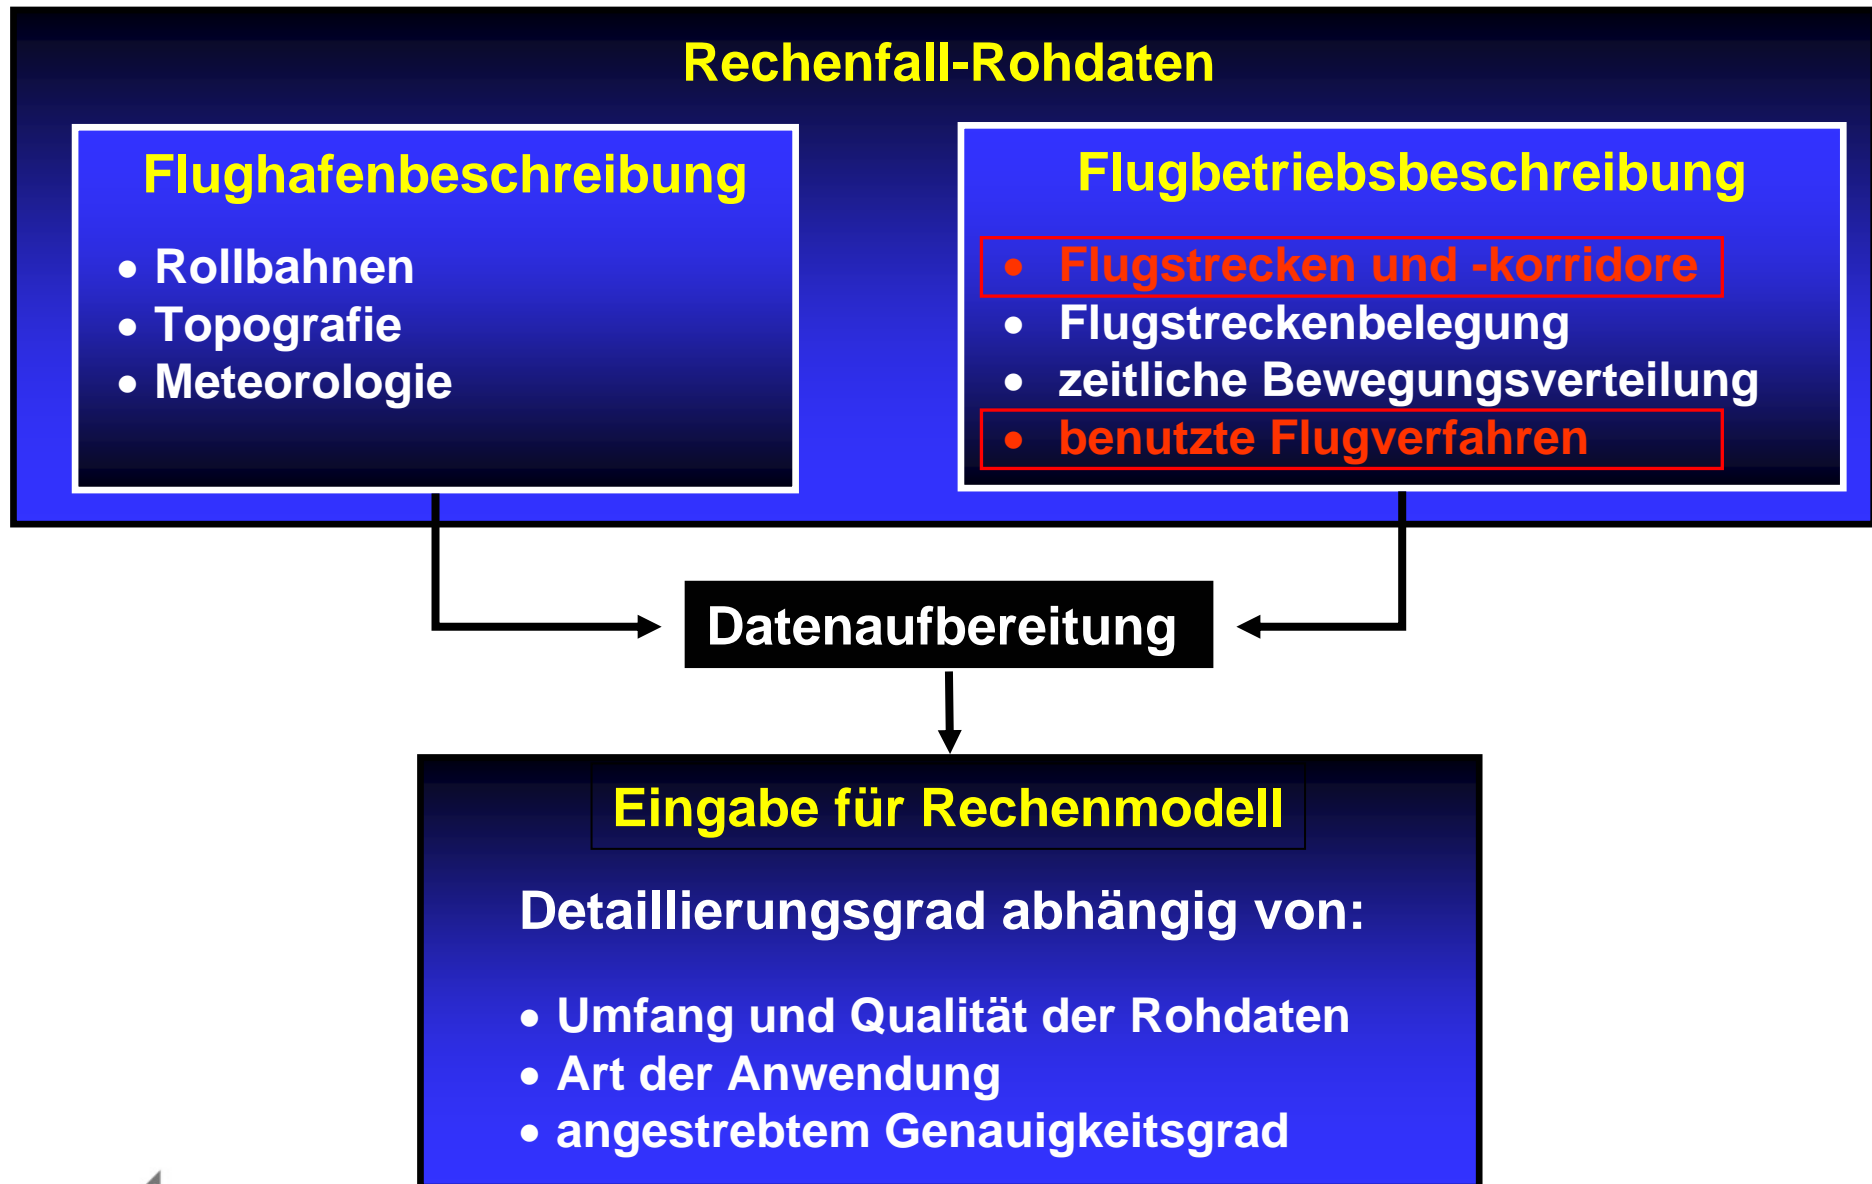 Rechenfall-Rohdaten
Flughafenbeschreibung
• Rollbahnen
• Topografie
• Meteorologie
Flugbetriebsbeschreibung
• Flugstrecken und -korridore
• Flugstreckenbelegung
• zeitliche Bewegungsverteilung
• benutzte Flugverfahren
Datenaufbereitung
Eingabe für Rechenmodell
Detaillierungsgrad abhängig von:
• Umfang und Qualität der Rohdaten
• Art der Anwendung
• angestrebtem Genauigkeitsgrad